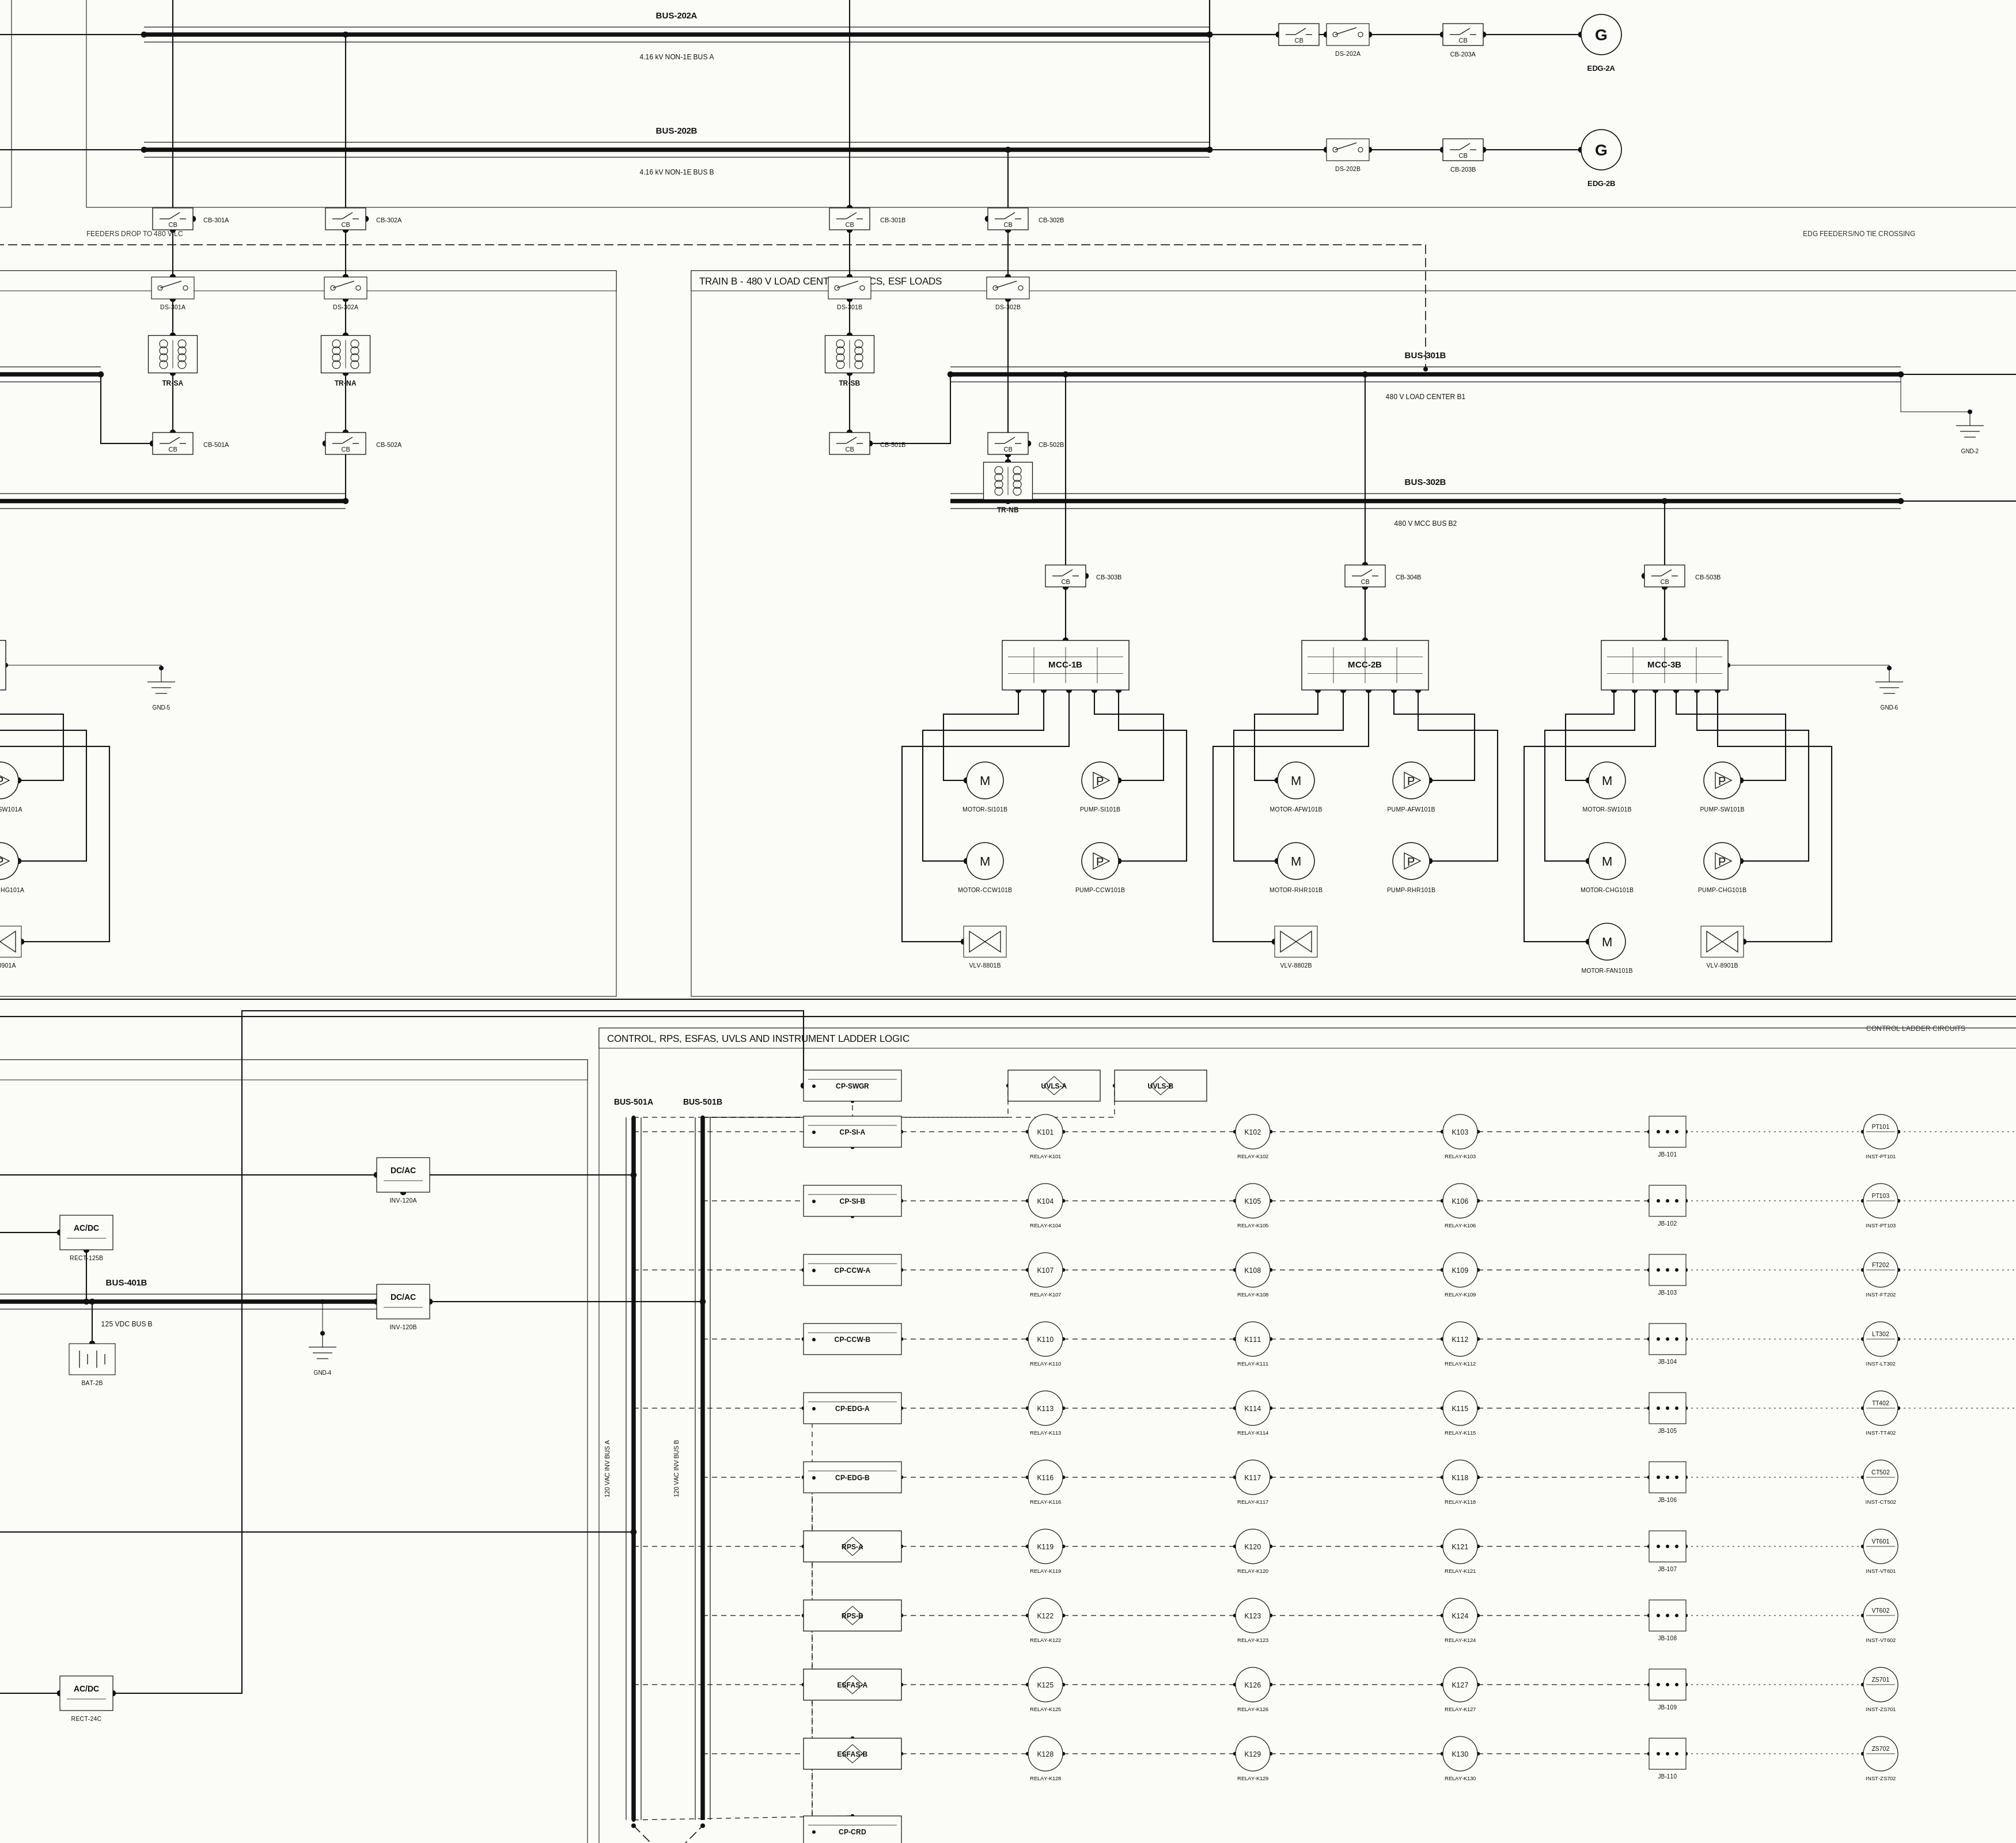 BUS-202A
4.16 kV NON-1E BUS A
CB
DS-202A
CB
CB-203A
G
EDG-2A
BUS-202B
4.16 kV NON-1E BUS B
DS-202B
CB
CB-203B
G
EDG-2B
CB
CB-301A
CB
CB-302A
CB
CB-301B
CB
CB-302B
FEEDERS DROP TO 480 V LC
EDG FEEDERS/NO TIE CROSSING
TRAIN B - 480 V LOAD CENT CS, ESF LOADS
DS-301A
DS-302A
DS-301B
DS-302B
TR-SA
TR-NA
TR-SB
BUS-301B
480 V LOAD CENTER B1
CB
CB-501A
CB
CB-502A
CB
CB-501B
CB
CB-502B
GND-2
TR-NB
BUS-302B
480 V MCC BUS B2
CB
CB-303B
CB
CB-304B
CB
CB-503B
MCC-1B
MCC-2B
MCC-3B
GND-5
GND-6
P
M
P
M
P
M
P
SW101A
MOTOR-SI101B
PUMP-SI101B
MOTOR-AFW101B
PUMP-AFW101B
MOTOR-SW101B
PUMP-SW101B
P
M
P
M
P
M
P
HG101A
MOTOR-CCW101B
PUMP-CCW101B
MOTOR-RHR101B
PUMP-RHR101B
MOTOR-CHG101B
PUMP-CHG101B
M
8901A
VLV-8801B
VLV-8802B
MOTOR-FAN101B
VLV-8901B
CONTROL LADDER CIRCUITS
CONTROL, RPS, ESFAS, UVLS AND INSTRUMENT LADDER LOGIC
CP-SWGR
UVLS-A
UVLS-B
BUS-501A
BUS-501B
CP-SI-A
K101
K102
K103
PT101
RELAY-K101
RELAY-K102
RELAY-K103
JB-101
INST-PT101
DC/AC
INV-120A
CP-SI-B
K104
K105
K106
PT103
RELAY-K104
RELAY-K105
RELAY-K106
JB-102
INST-PT103
AC/DC
RECT-125B
CP-CCW-A
K107
K108
K109
FT202
RELAY-K107
RELAY-K108
RELAY-K109
JB-103
INST-FT202
BUS-401B
125 VDC BUS B
DC/AC
INV-120B
BAT-2B
GND-4
CP-CCW-B
K110
K111
K112
LT302
RELAY-K110
RELAY-K111
RELAY-K112
JB-104
INST-LT302
CP-EDG-A
K113
K114
K115
TT402
RELAY-K113
RELAY-K114
RELAY-K115
JB-105
INST-TT402
120 VAC INV BUS A
120 VAC INV BUS B
CP-EDG-B
K116
K117
K118
CT502
RELAY-K116
RELAY-K117
RELAY-K118
JB-106
INST-CT502
RPS-A
K119
K120
K121
VT601
RELAY-K119
RELAY-K120
RELAY-K121
JB-107
INST-VT601
RPS-B
K122
K123
K124
VT602
RELAY-K122
RELAY-K123
RELAY-K124
JB-108
INST-VT602
AC/DC
RECT-24C
ESFAS-A
K125
K126
K127
ZS701
RELAY-K125
RELAY-K126
RELAY-K127
JB-109
INST-ZS701
ESFAS-B
K128
K129
K130
ZS702
RELAY-K128
RELAY-K129
RELAY-K130
JB-110
INST-ZS702
CP-CRD